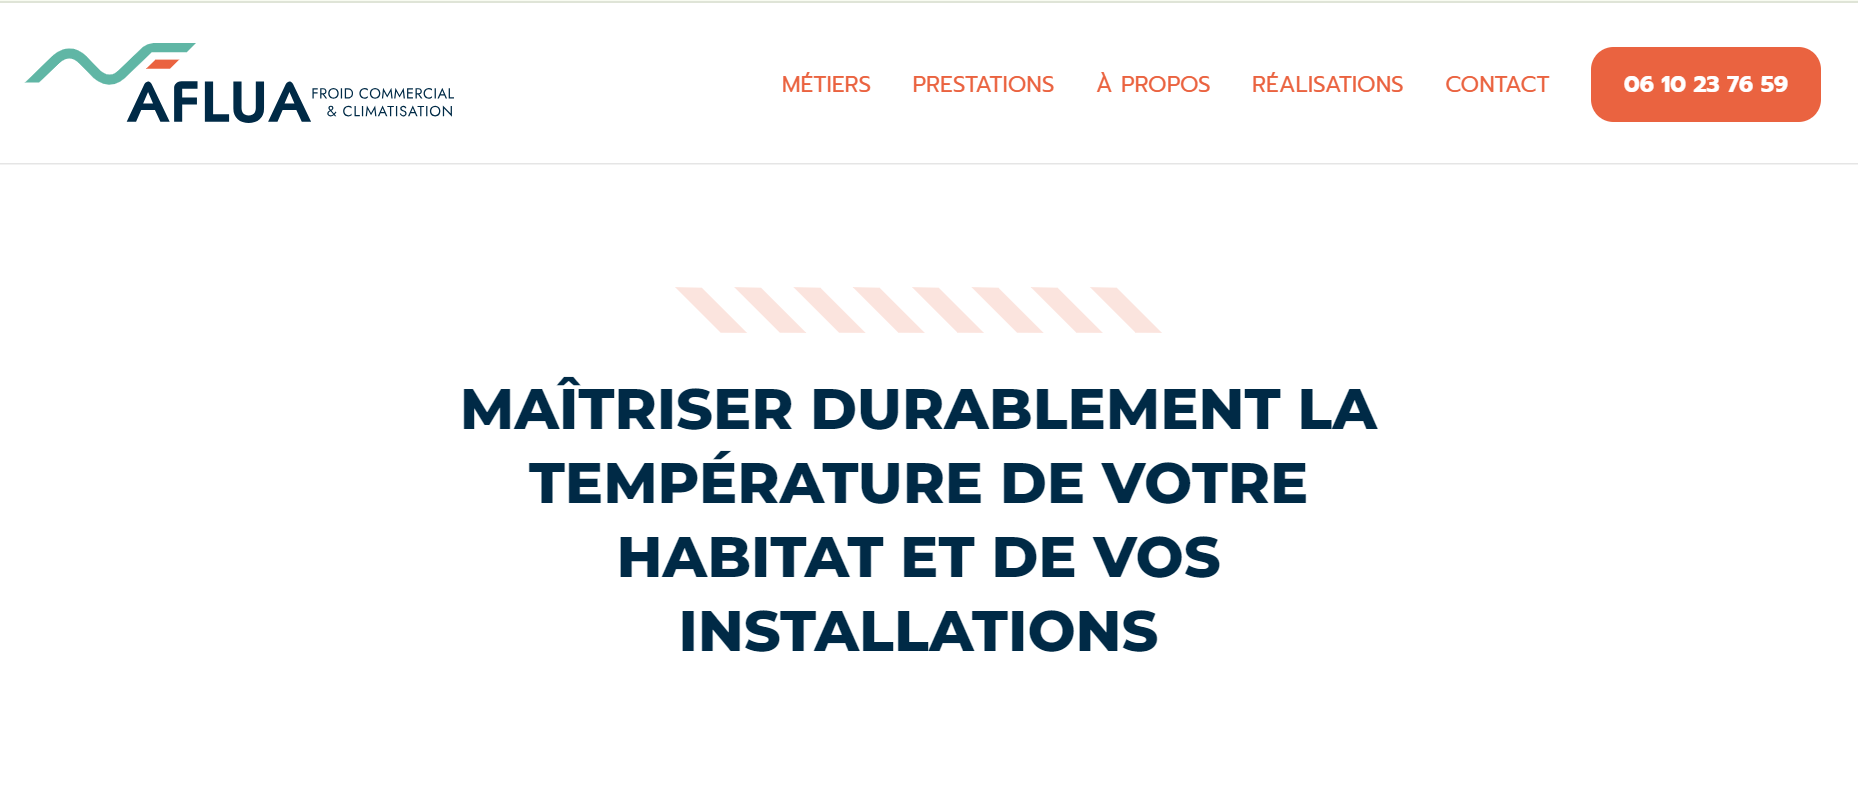 AFLUA
FROID COMMERCIAL
& CLIMATISATION
MÉTIERS
PRESTATIONS
À PROPOS
RÉALISATIONS
CONTACT
06 10 23 76 59
MAÎTRISER DURABLEMENT LA
TEMPÉRATURE DE VOTRE
HABITAT ET DE VOS
INSTALLATIONS